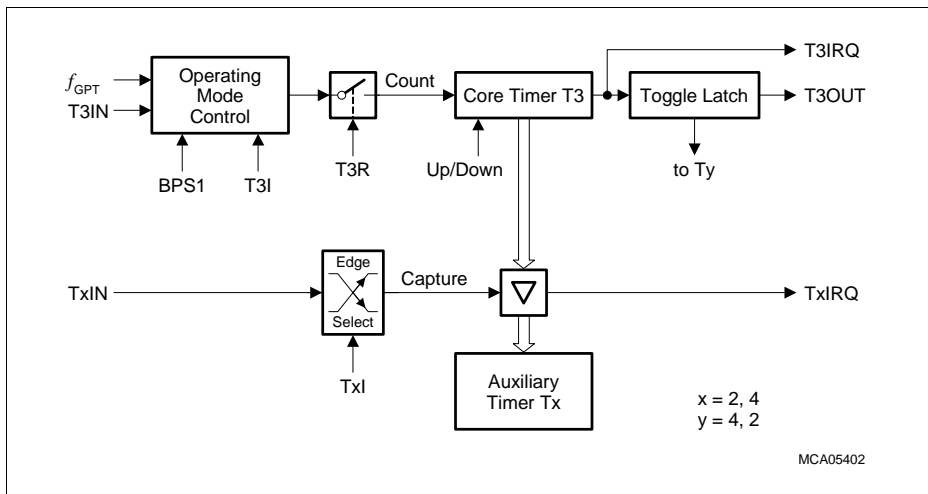 T3IRQ
fGPT
Operating
Mode
Control
Count
Core Timer T3
Toggle Latch
T3OUT
T3IN
BPS1
T3I
T3R
Up/Down
to Ty
TxIN
Edge
Select
Capture
TxIRQ
TxI
Auxiliary
Timer Tx
x = 2, 4
y = 4, 2
MCA05402